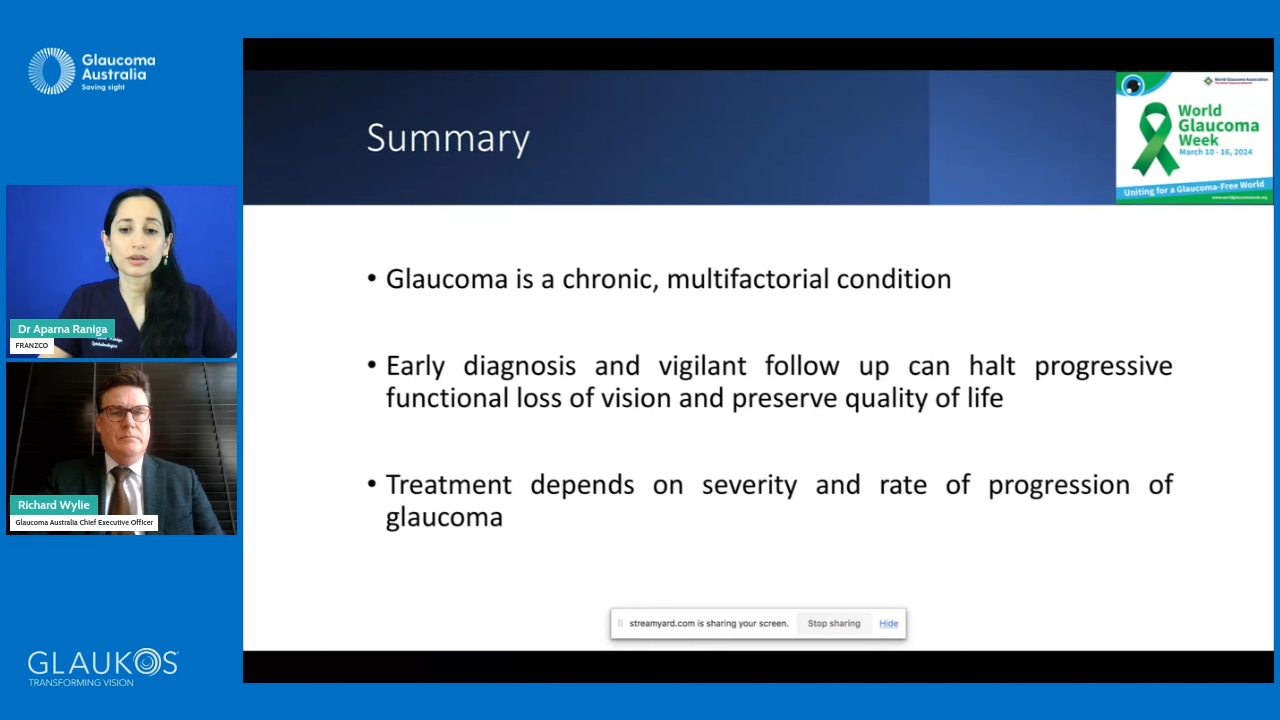 Glaucoma
Australia
Saving sight
Summary
World Glaucoma Association
World
Glaucoma
Week
March 10 - 16, 2024
Uniting for a Glaucoma-Free World
Dr Aparna Raniga
FRANZCO
Richard Wylie
Glaucoma Australia Chief Executive Officer
• Glaucoma is a chronic, multifactorial condition
• Early diagnosis and vigilant follow up can halt progressive
functional loss of vision and preserve quality of life
• Treatment depends on severity and rate of progression of
glaucoma
streamyard.com is sharing your screen. Stop sharing Hide
GLAUKOS
TRANSFORMING VISION